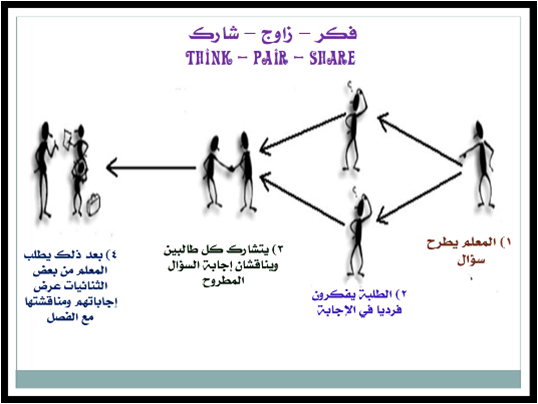 فكر – زاوج – شارك
THINK – PAIR – SHARE
١) المعلم يطرح
سؤال
٢) الطلبة يفكرون
فرديا في الإجابة
٣) يتشارك كل طالبين
ويناقشان إجابة السؤال
المطروح
٤) بعد ذلك يطلب
المعلم من بعض
الثنائيات عرض
إجاباتهم ومناقشتها
مع الفصل